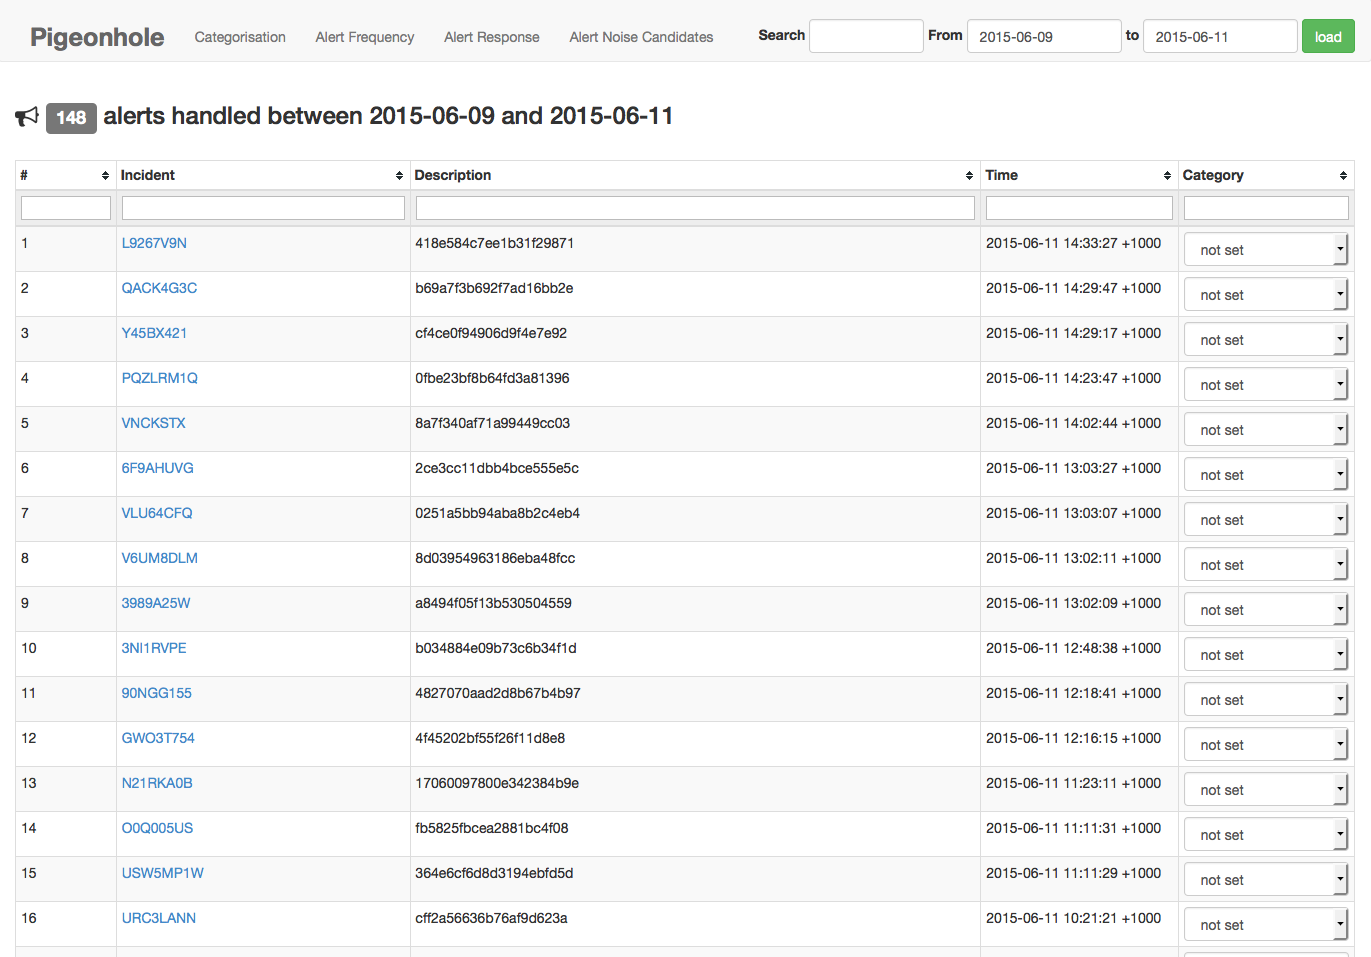 Pigeonhole Categorisation Alert Frequency Alert Response Alert Noise Candidates Search From 2015-06-09 to 2015-06-11 load
148 alerts handled between 2015-06-09 and 2015-06-11
# Incident Description Time Category
1 L9267V9N 418e584c7ee1b31f29871 2015-06-11 14:33:27 +1000 not set
2 QACK4G3C b69a7f3b692f7ad16bb2e 2015-06-11 14:29:47 +1000 not set
3 Y45BX421 cf4ce0f94906d9f4e7e92 2015-06-11 14:29:17 +1000 not set
4 PQZLRM1Q 0fbe23bf8b64fd3a81396 2015-06-11 14:23:47 +1000 not set
5 VNCKSTX 8a7f340af71a99449cc03 2015-06-11 14:02:44 +1000 not set
6 6F9AHUVG 2ce3cc11dbb4bce555e5c 2015-06-11 13:03:27 +1000 not set
7 VLU64CFQ 0251a5bb94aba8b2c4eb4 2015-06-11 13:03:07 +1000 not set
8 V6UM8DLM 8d03954963186eba48fcc 2015-06-11 13:02:11 +1000 not set
9 3989A25W a8494f05f13b530504559 2015-06-11 13:02:09 +1000 not set
10 3NI1RVPE b034884e09b73c6b34f1d 2015-06-11 12:48:38 +1000 not set
11 90NGG155 4827070aad2d8b67b4b97 2015-06-11 12:18:41 +1000 not set
12 GWO3T754 4f45202bf55f26f11d8e8 2015-06-11 12:16:15 +1000 not set
13 N21RKA0B 17060097800e342384b9e 2015-06-11 11:23:11 +1000 not set
14 O0Q005US fb5825fbcea2881bc4f08 2015-06-11 11:11:31 +1000 not set
15 USW5MP1W 364e6cf6d8d3194ebfd5d 2015-06-11 11:11:29 +1000 not set
16 URC3LANN cff2a56636b76af9d623a 2015-06-11 10:21:21 +1000 not set